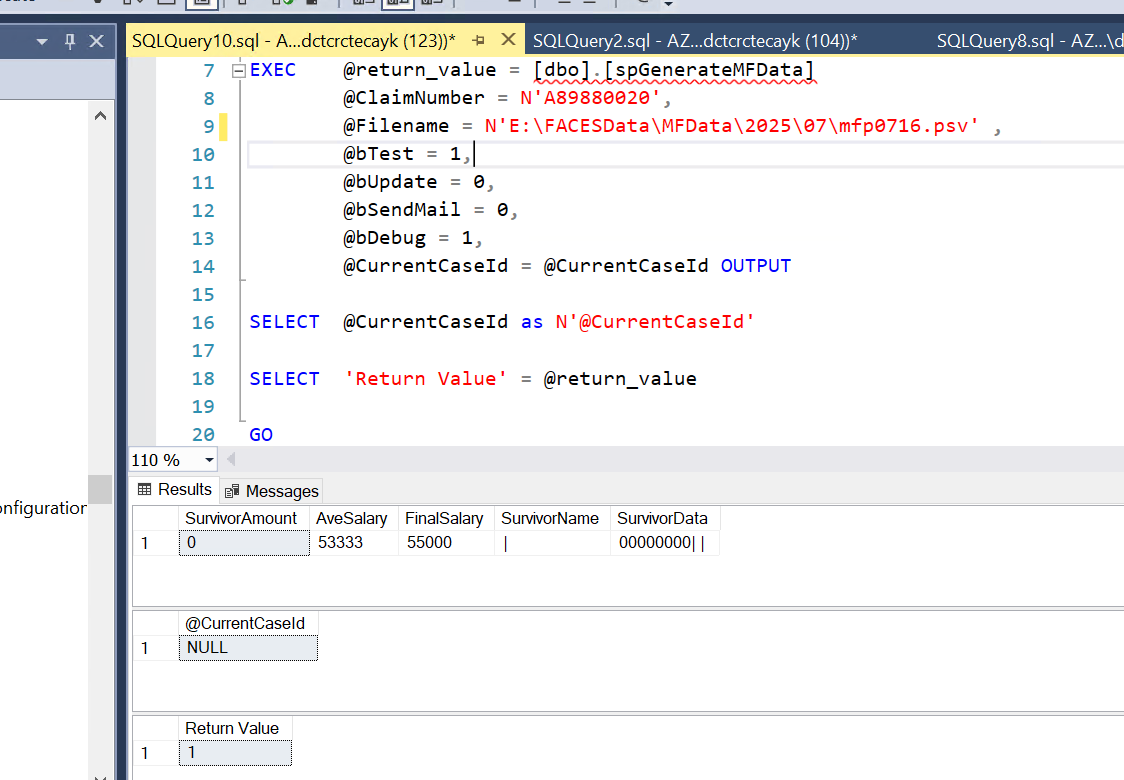 SQLQuery10.sql - A...dctcrctecayk (123))* SQLQuery2.sql - AZ...dctcrctecayk (104))* SQLQuery8.sql - AZ...\d
7 EXEC @return_value = [dbo].[spGenerateMFData]
8 @ClaimNumber = N'A89880020',
9 @Filename = N'E:\FACESData\MFData\2025\07\mfp0716.psv' ,
10 @bTest = 1,
11 @bUpdate = 0,
12 @bSendMail = 0,
13 @bDebug = 1,
14 @CurrentCaseId = @CurrentCaseId OUTPUT
15
16 SELECT @CurrentCaseId as N'@CurrentCaseId'
17
18 SELECT 'Return Value' = @return_value
19
20 GO
110 %
onfiguration
Results Messages
SurvivorAmount AveSalary FinalSalary SurvivorName SurvivorData
1 0 53333 55000 | 00000000| |
@CurrentCaseId
1 NULL
Return Value
1 1